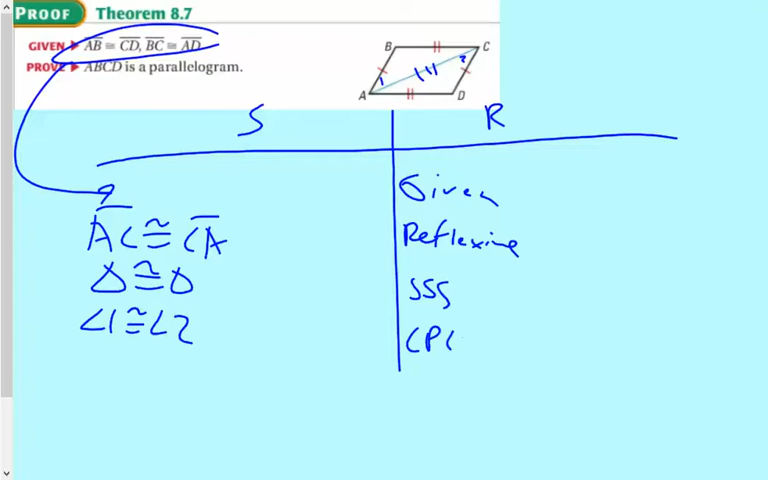 PROOF Theorem 8.7
GIVEN ▶ AB ≅ CD, BC ≅ AD
PROVE ▶ ABCD is a parallelogram.
B C
1 2
A D
S R
Given
AC ≅ CA Reflexive
Δ ≅ Δ SSS
∠1 ≅ ∠2 CPC